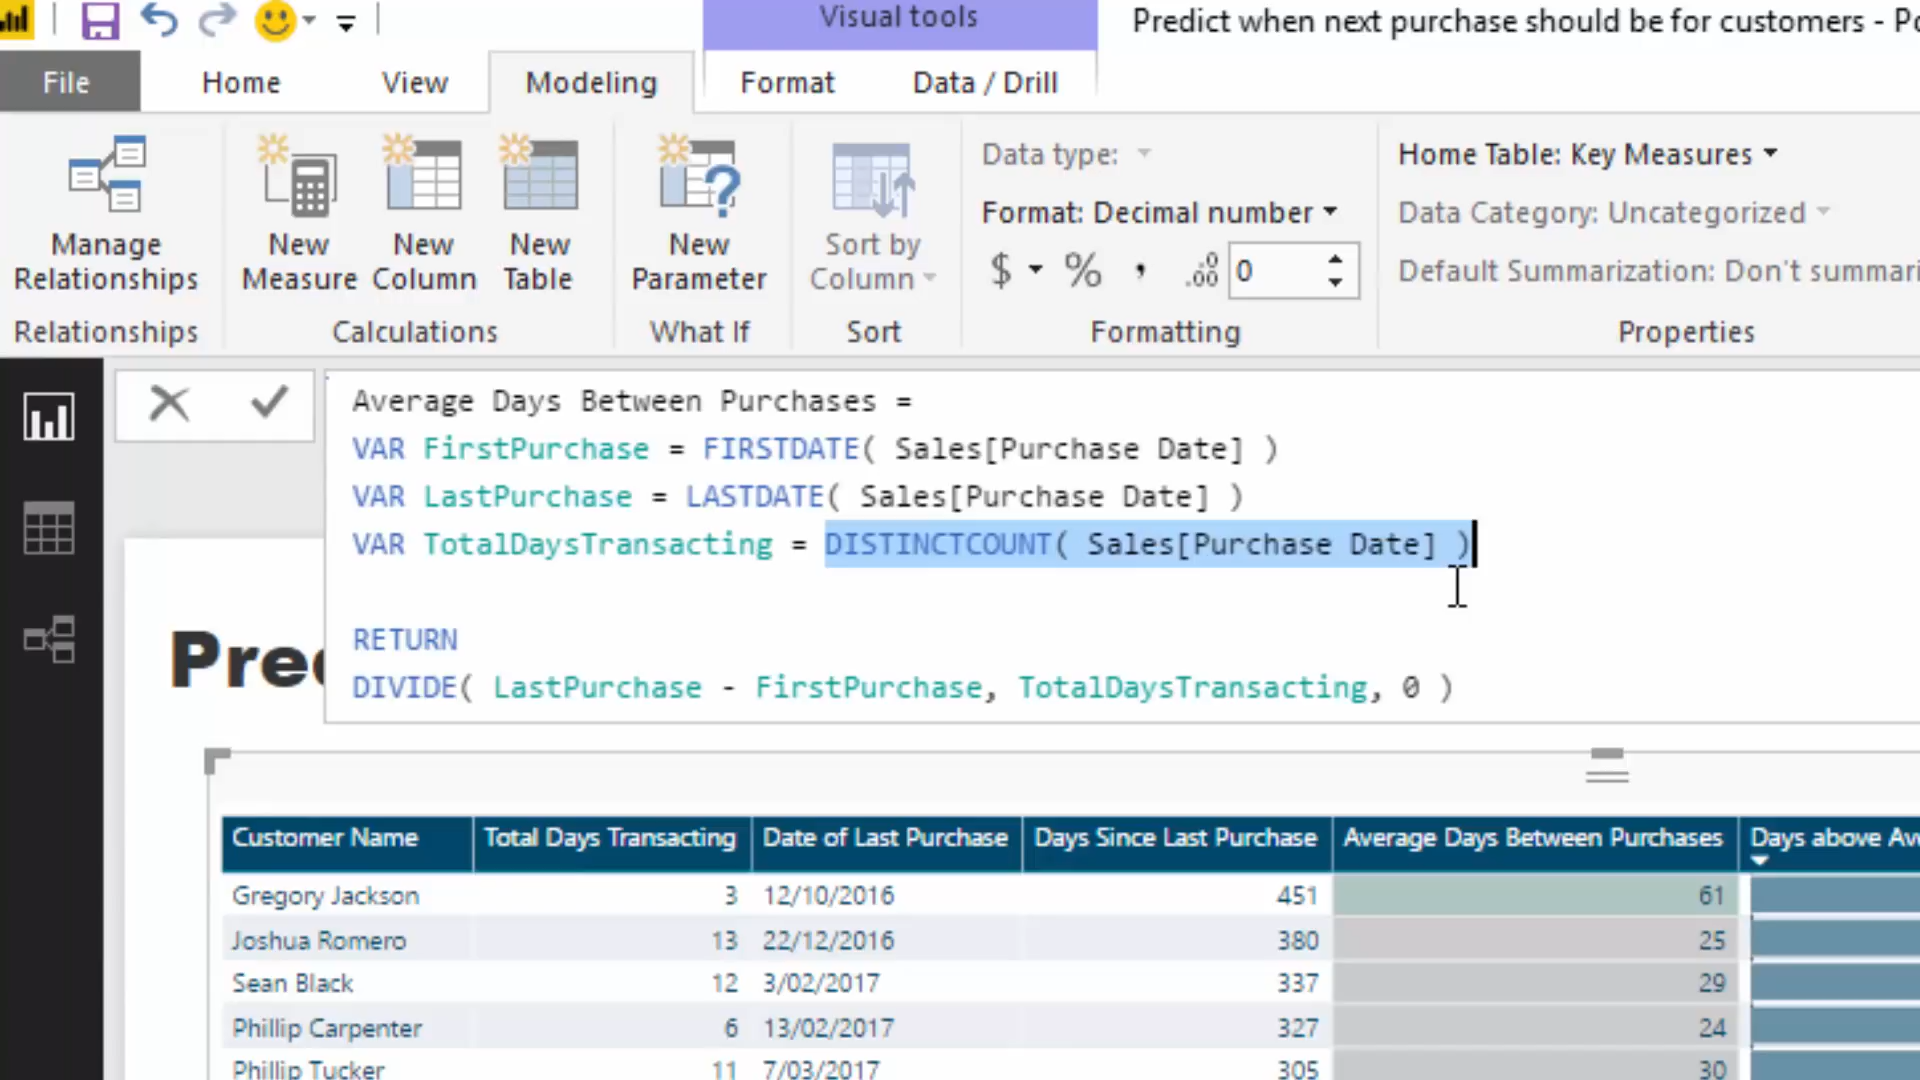 Visual tools
Predict when next purchase should be for customers - Po
File Home View Modeling Format Data / Drill
Manage Relationships
New Measure
New Column
New Table
New Parameter
Sort by Column
Data type:
Format: Decimal number
$ % , .00 0
Home Table: Key Measures
Data Category: Uncategorized
Default Summarization: Don't summari
Relationships Calculations What If Sort Formatting Properties
Average Days Between Purchases =
VAR FirstPurchase = FIRSTDATE( Sales[Purchase Date] )
VAR LastPurchase = LASTDATE( Sales[Purchase Date] )
VAR TotalDaysTransacting = DISTINCTCOUNT( Sales[Purchase Date] )
RETURN
DIVIDE( LastPurchase - FirstPurchase, TotalDaysTransacting, 0 )
Pred
Customer Name Total Days Transacting Date of Last Purchase Days Since Last Purchase Average Days Between Purchases Days above Av
Gregory Jackson 3 12/10/2016 451 61
Joshua Romero 13 22/12/2016 380 25
Sean Black 12 3/02/2017 337 29
Phillip Carpenter 6 13/02/2017 327 24
Phillip Tucker 11 7/03/2017 305 30